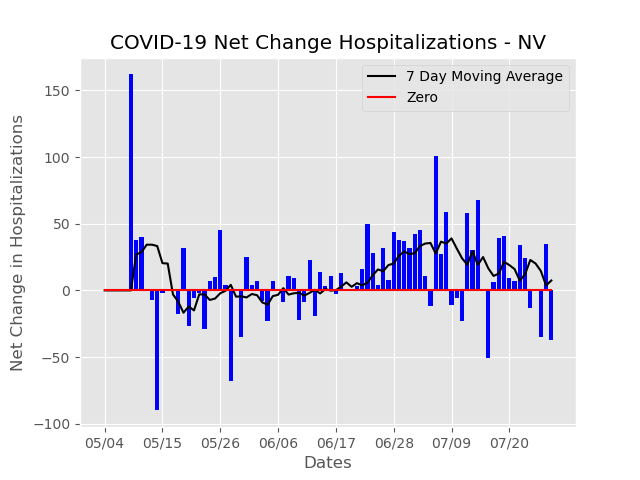 COVID-19 Net Change Hospitalizations - NV
7 Day Moving Average
Zero
Net Change in Hospitalizations
150
100
50
0
−50
−100
05/04 05/15 05/26 06/06 06/17 06/28 07/09 07/20
Dates